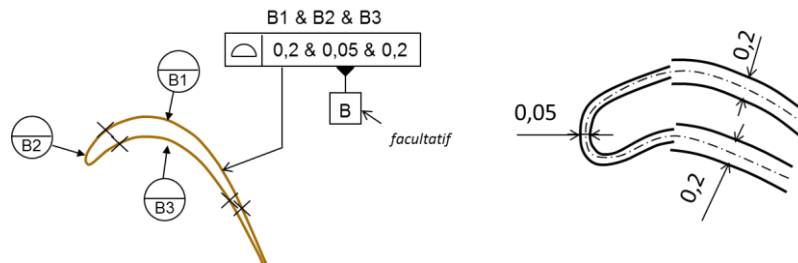 B1 & B2 & B3
0,2 & 0,05 & 0,2
B1
B
facultatif
B2
B3
0,2
0,05
0,2